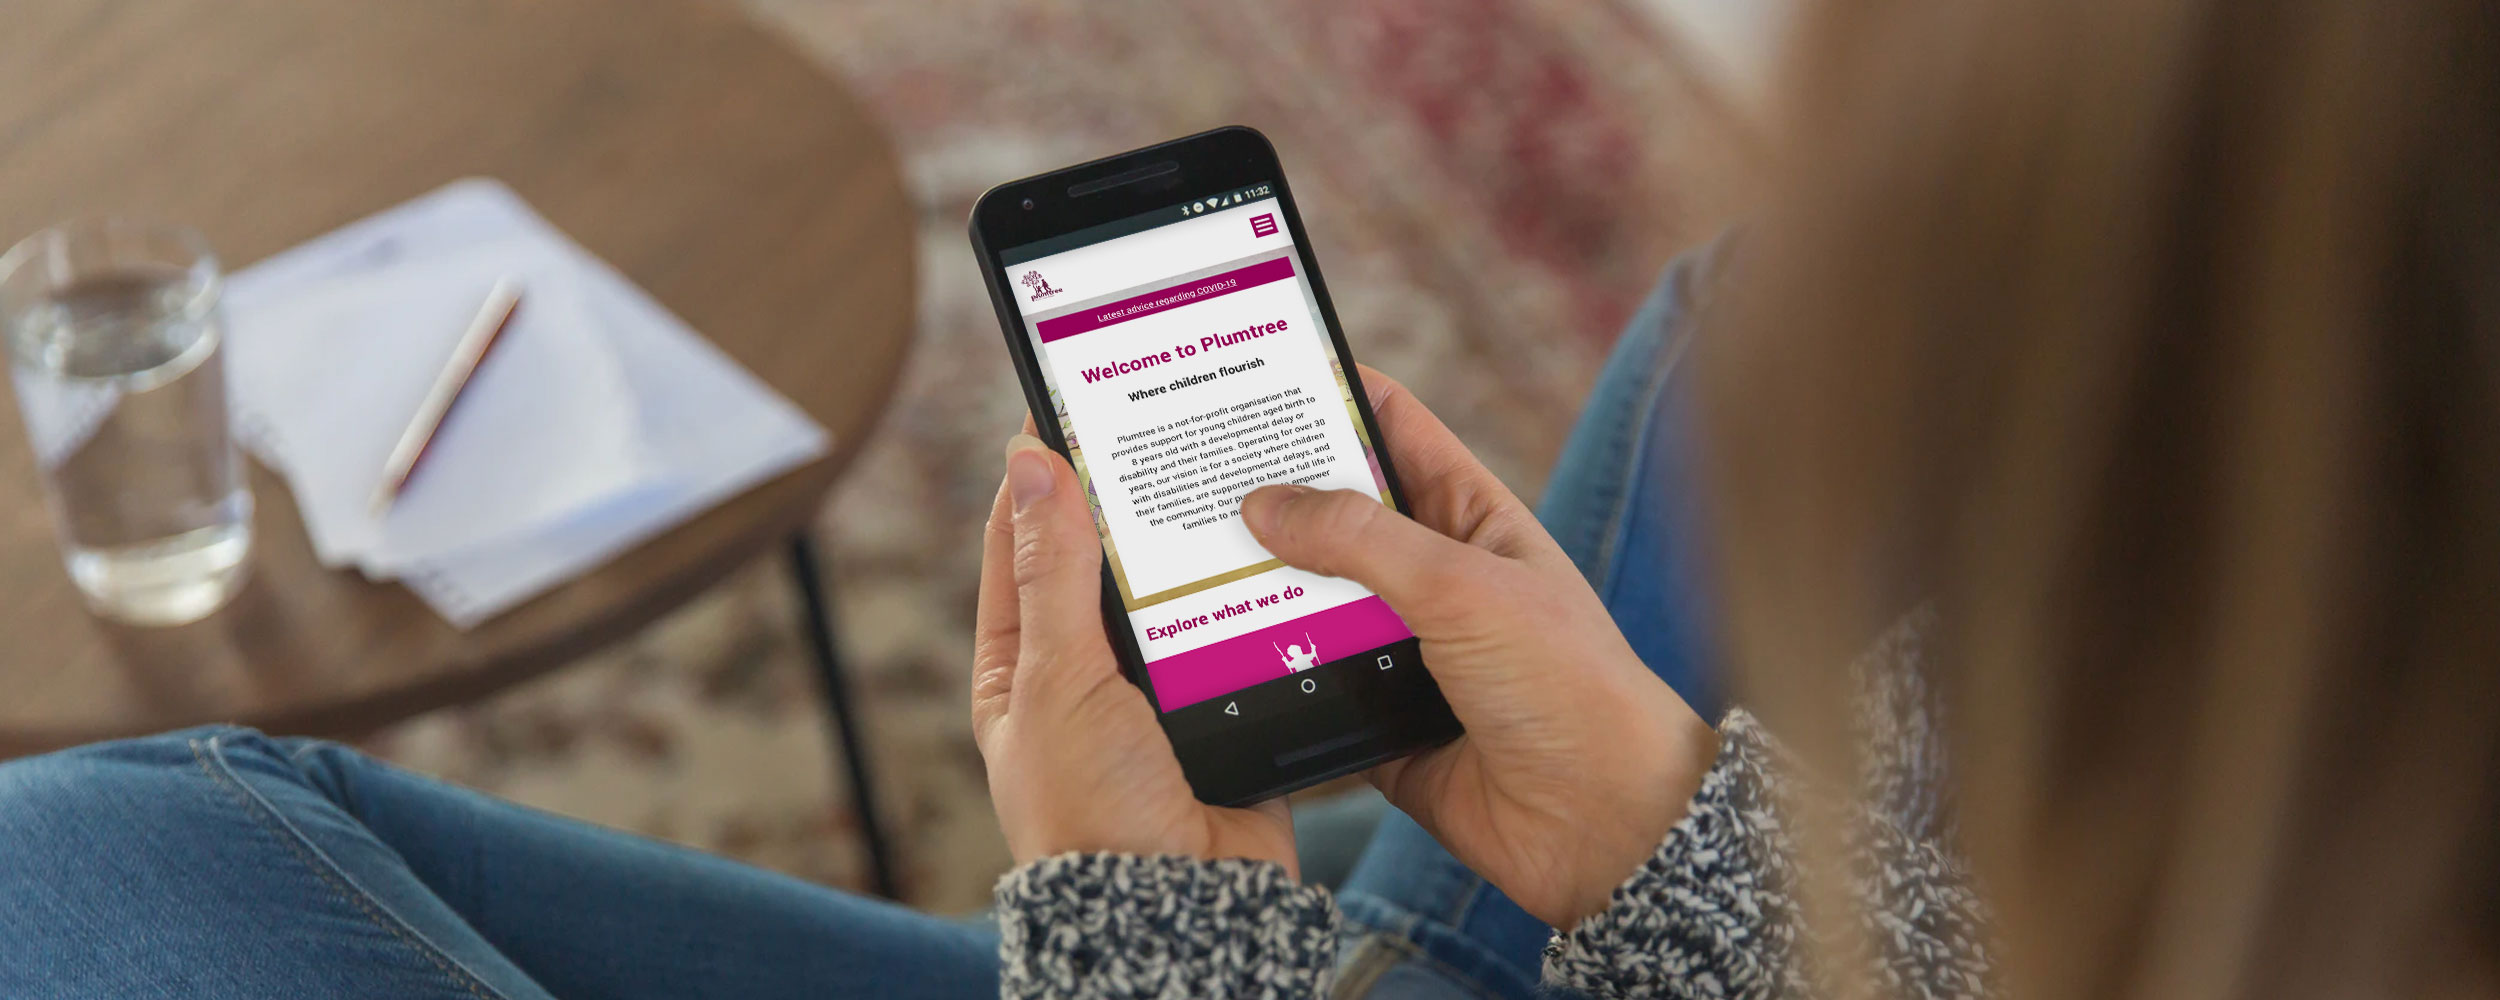 11:32
plumtree
Latest advice regarding COVID-19
Welcome to Plumtree
Where children flourish
Plumtree is a not-for-profit organisation that
provides support for young children aged birth to
8 years old with a developmental delay or
disability and their families. Operating for over 30
years, our vision is for a society where children
with disabilities and developmental delays, and
their families, are supported to have a full life in
the community. Our to empower
families to
Explore what we do